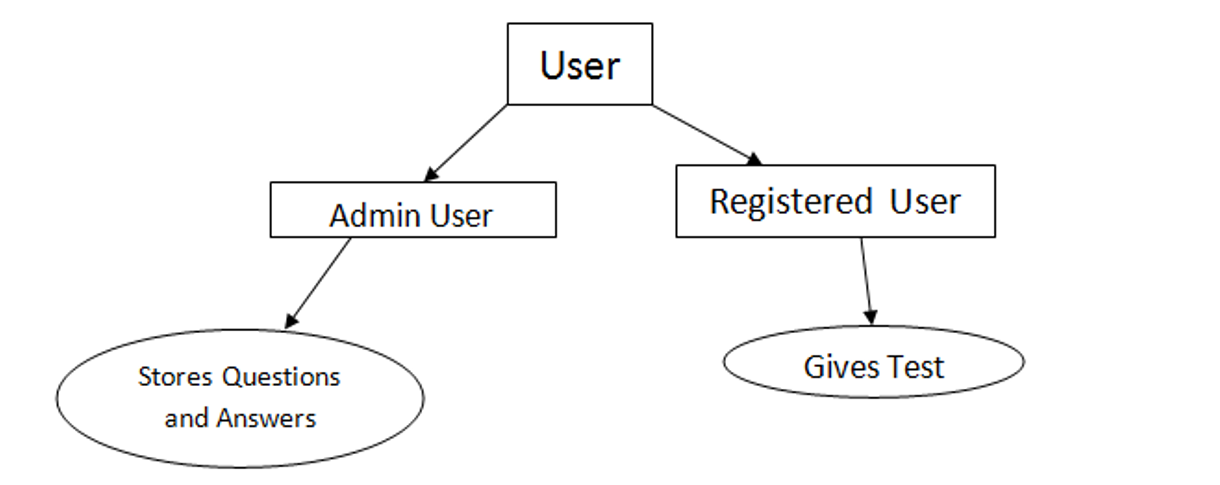 User
Admin User
Registered User
Stores Questions
and Answers
Gives Test